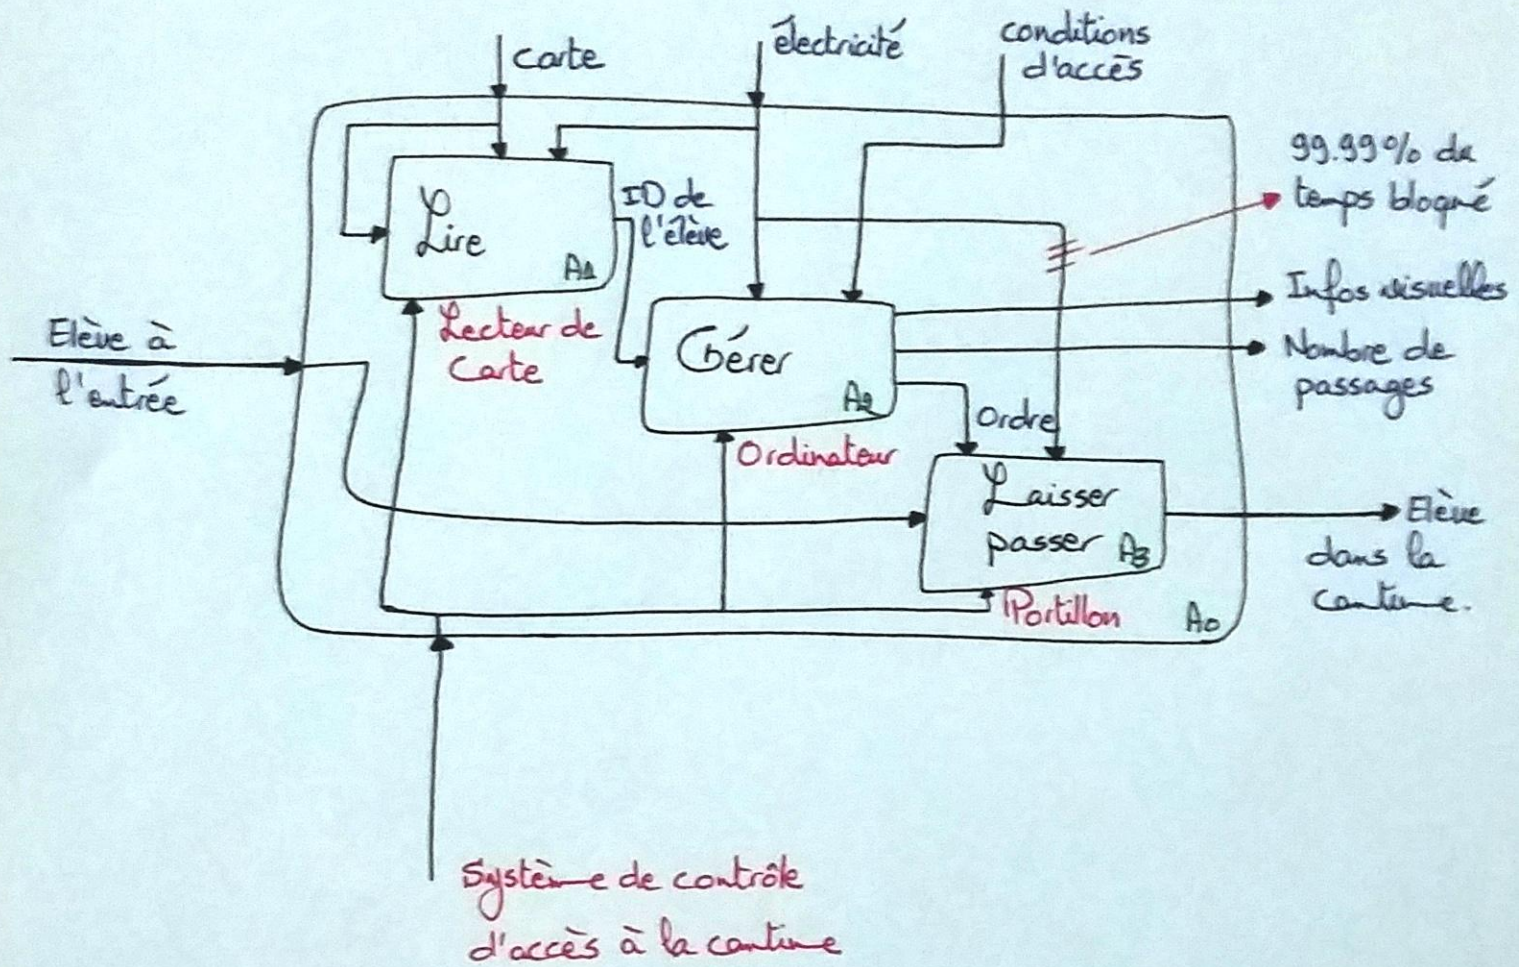 carte
électricité
conditions
d'accès
99.99% du
temps bloqué
Lire
A1
ID de
l'élève
Lecteur de
Carte
Elève à
l'entrée
Gérer
A2
Ordinateur
Infos visuelles
Nombre de
passages
Ordre
Laisser
passer
A3
Portillon
Elève
dans la
cantine.
A0
Système de contrôle
d'accès à la cantine